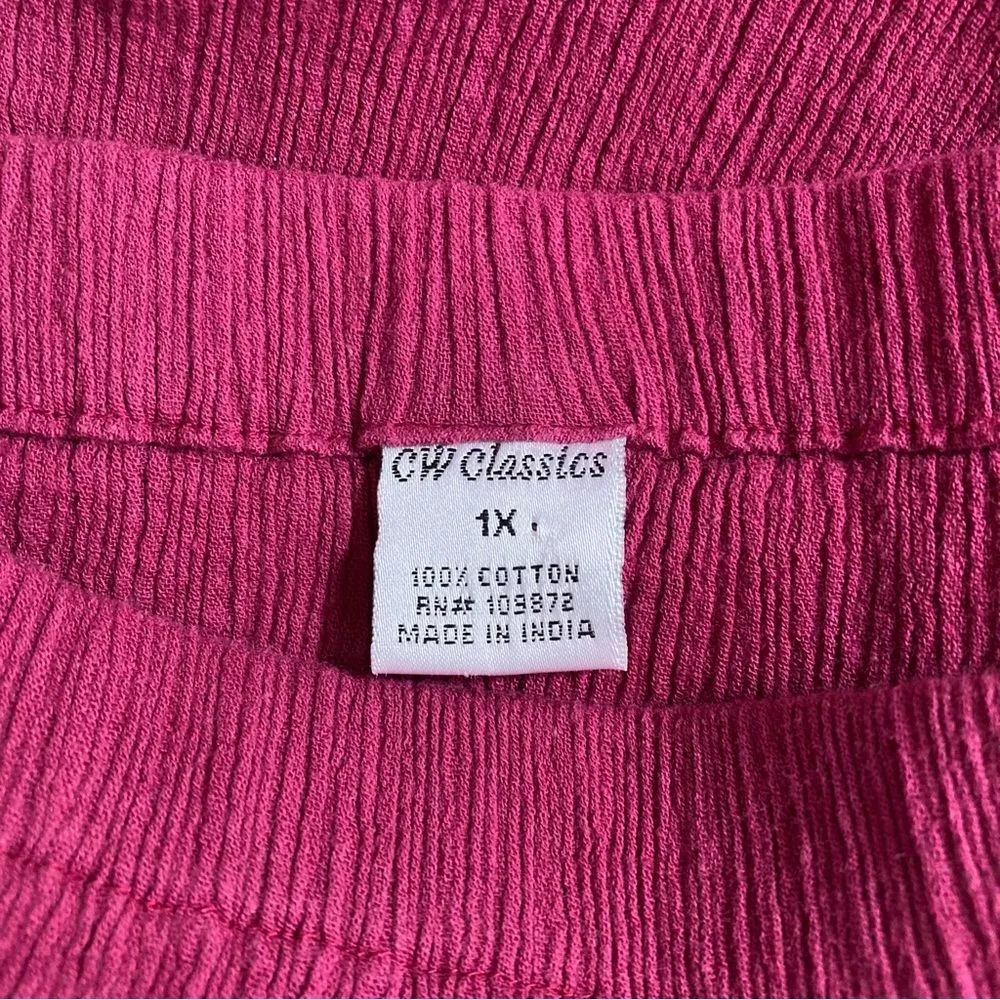 CW Classics
1X
100% COTTON
RN# 109872
MADE IN INDIA